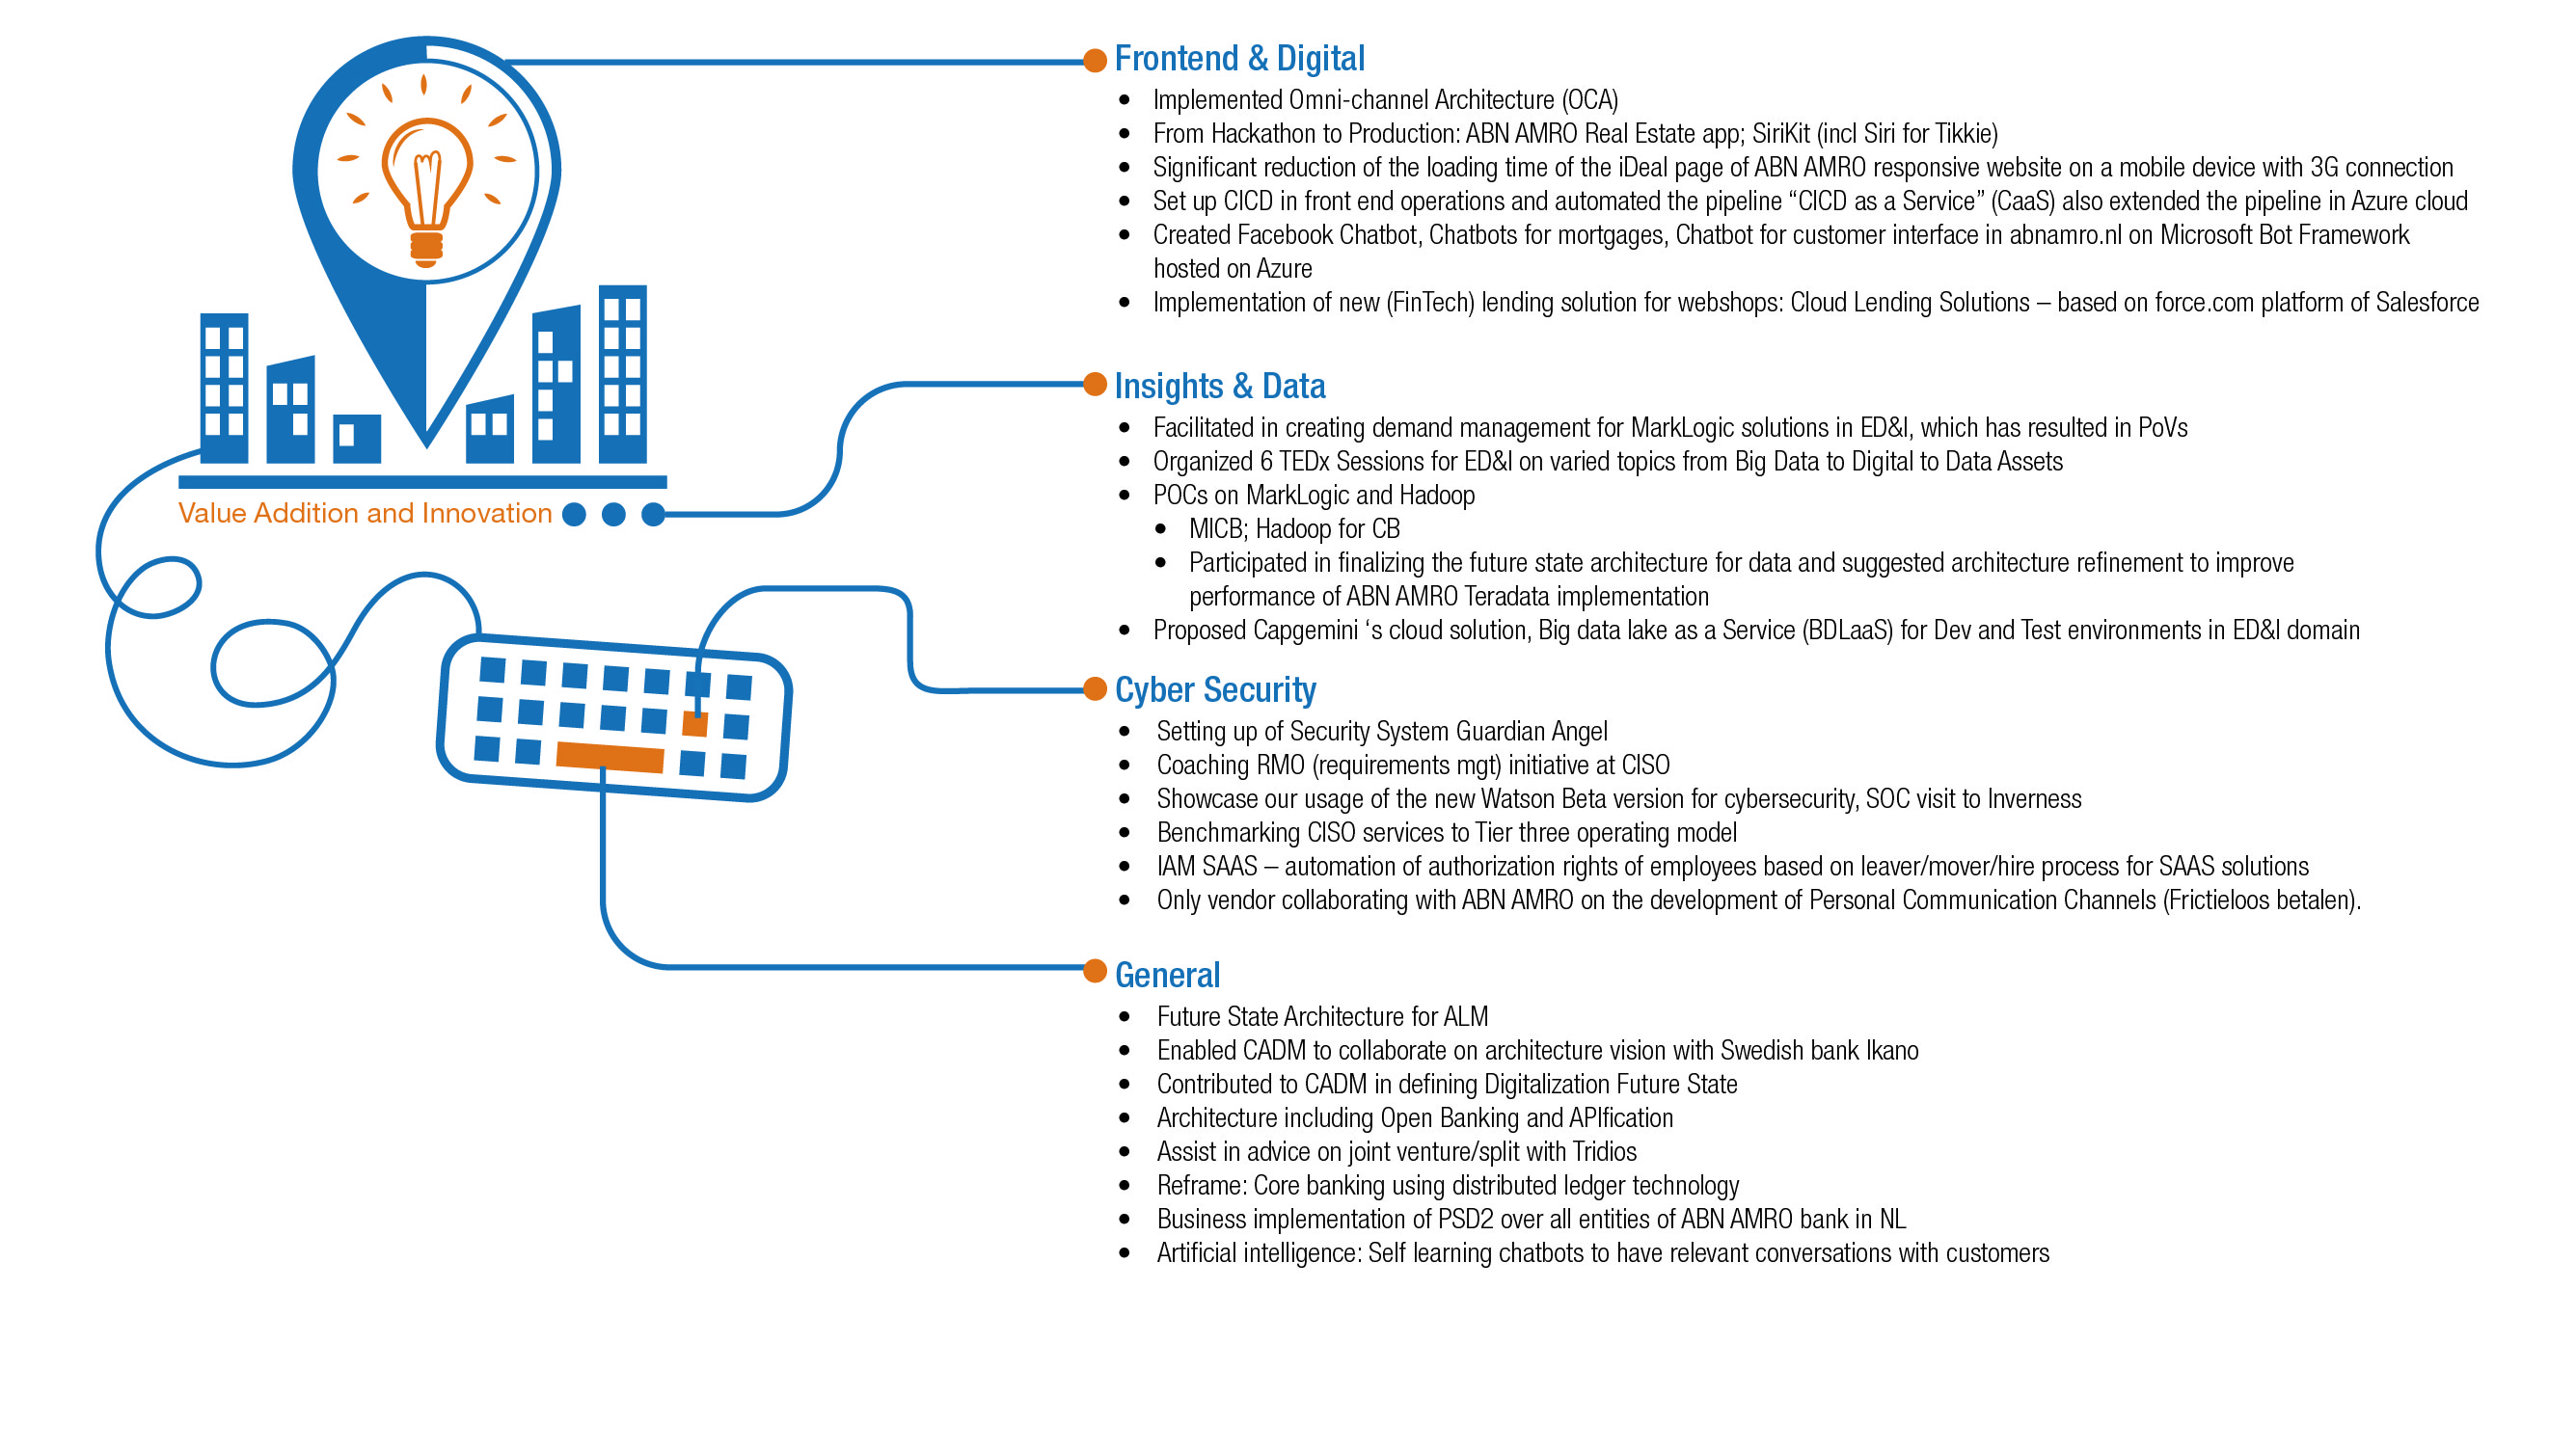 Frontend & Digital
• Implemented Omni-channel Architecture (OCA)
• From Hackathon to Production: ABN AMRO Real Estate app; SiriKit (incl Siri for Tikkie)
• Significant reduction of the loading time of the iDeal page of ABN AMRO responsive website on a mobile device with 3G connection
• Set up CICD in front end operations and automated the pipeline “CICD as a Service” (CaaS) also extended the pipeline in Azure cloud
• Created Facebook Chatbot, Chatbots for mortgages, Chatbot for customer interface in abnamro.nl on Microsoft Bot Framework
hosted on Azure
• Implementation of new (FinTech) lending solution for webshops: Cloud Lending Solutions – based on force.com platform of Salesforce
Value Addition and Innovation
Insights & Data
• Facilitated in creating demand management for MarkLogic solutions in ED&I, which has resulted in PoVs
• Organized 6 TEDx Sessions for ED&I on varied topics from Big Data to Digital to Data Assets
• POCs on MarkLogic and Hadoop
• MICB; Hadoop for CB
• Participated in finalizing the future state architecture for data and suggested architecture refinement to improve
performance of ABN AMRO Teradata implementation
• Proposed Capgemini ‘s cloud solution, Big data lake as a Service (BDLaaS) for Dev and Test environments in ED&I domain
Cyber Security
• Setting up of Security System Guardian Angel
• Coaching RMO (requirements mgt) initiative at CISO
• Showcase our usage of the new Watson Beta version for cybersecurity, SOC visit to Inverness
• Benchmarking CISO services to Tier three operating model
• IAM SAAS – automation of authorization rights of employees based on leaver/mover/hire process for SAAS solutions
• Only vendor collaborating with ABN AMRO on the development of Personal Communication Channels (Frictieloos betalen).
General
• Future State Architecture for ALM
• Enabled CADM to collaborate on architecture vision with Swedish bank Ikano
• Contributed to CADM in defining Digitalization Future State
• Architecture including Open Banking and APIfication
• Assist in advice on joint venture/split with Tridios
• Reframe: Core banking using distributed ledger technology
• Business implementation of PSD2 over all entities of ABN AMRO bank in NL
• Artificial intelligence: Self learning chatbots to have relevant conversations with customers